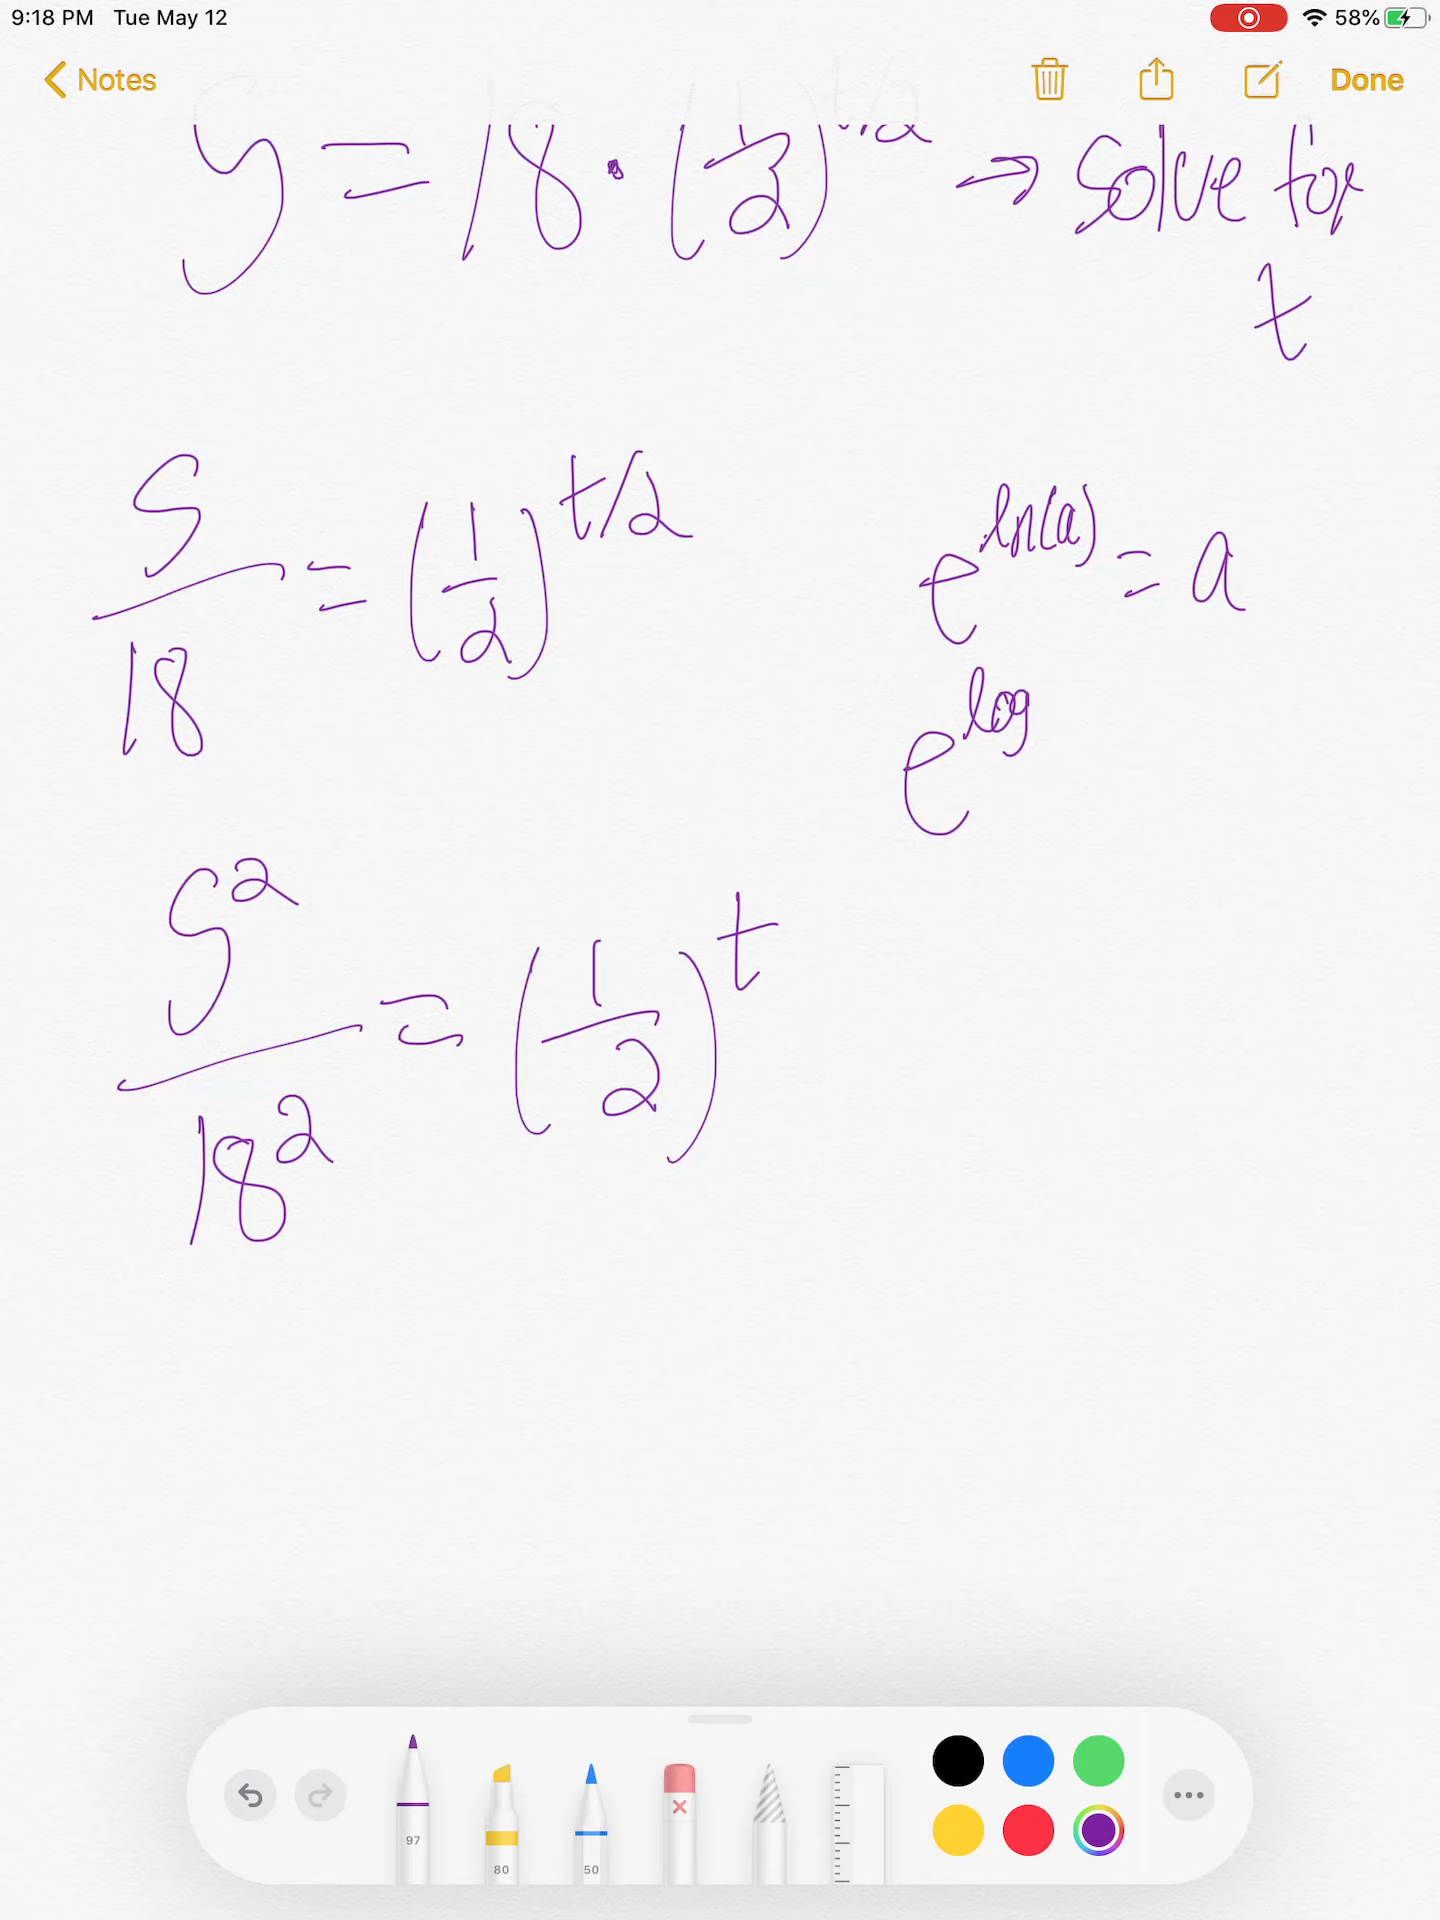 9:18 PM Tue May 12 58%
Notes Done
5 = 18 · (1/2)^t/2 → solve for
t
5/18 = (1/2)^t/2
e^ln(a) = a
e^log
5^2/18^2 = (1/2)^t
97 80 50